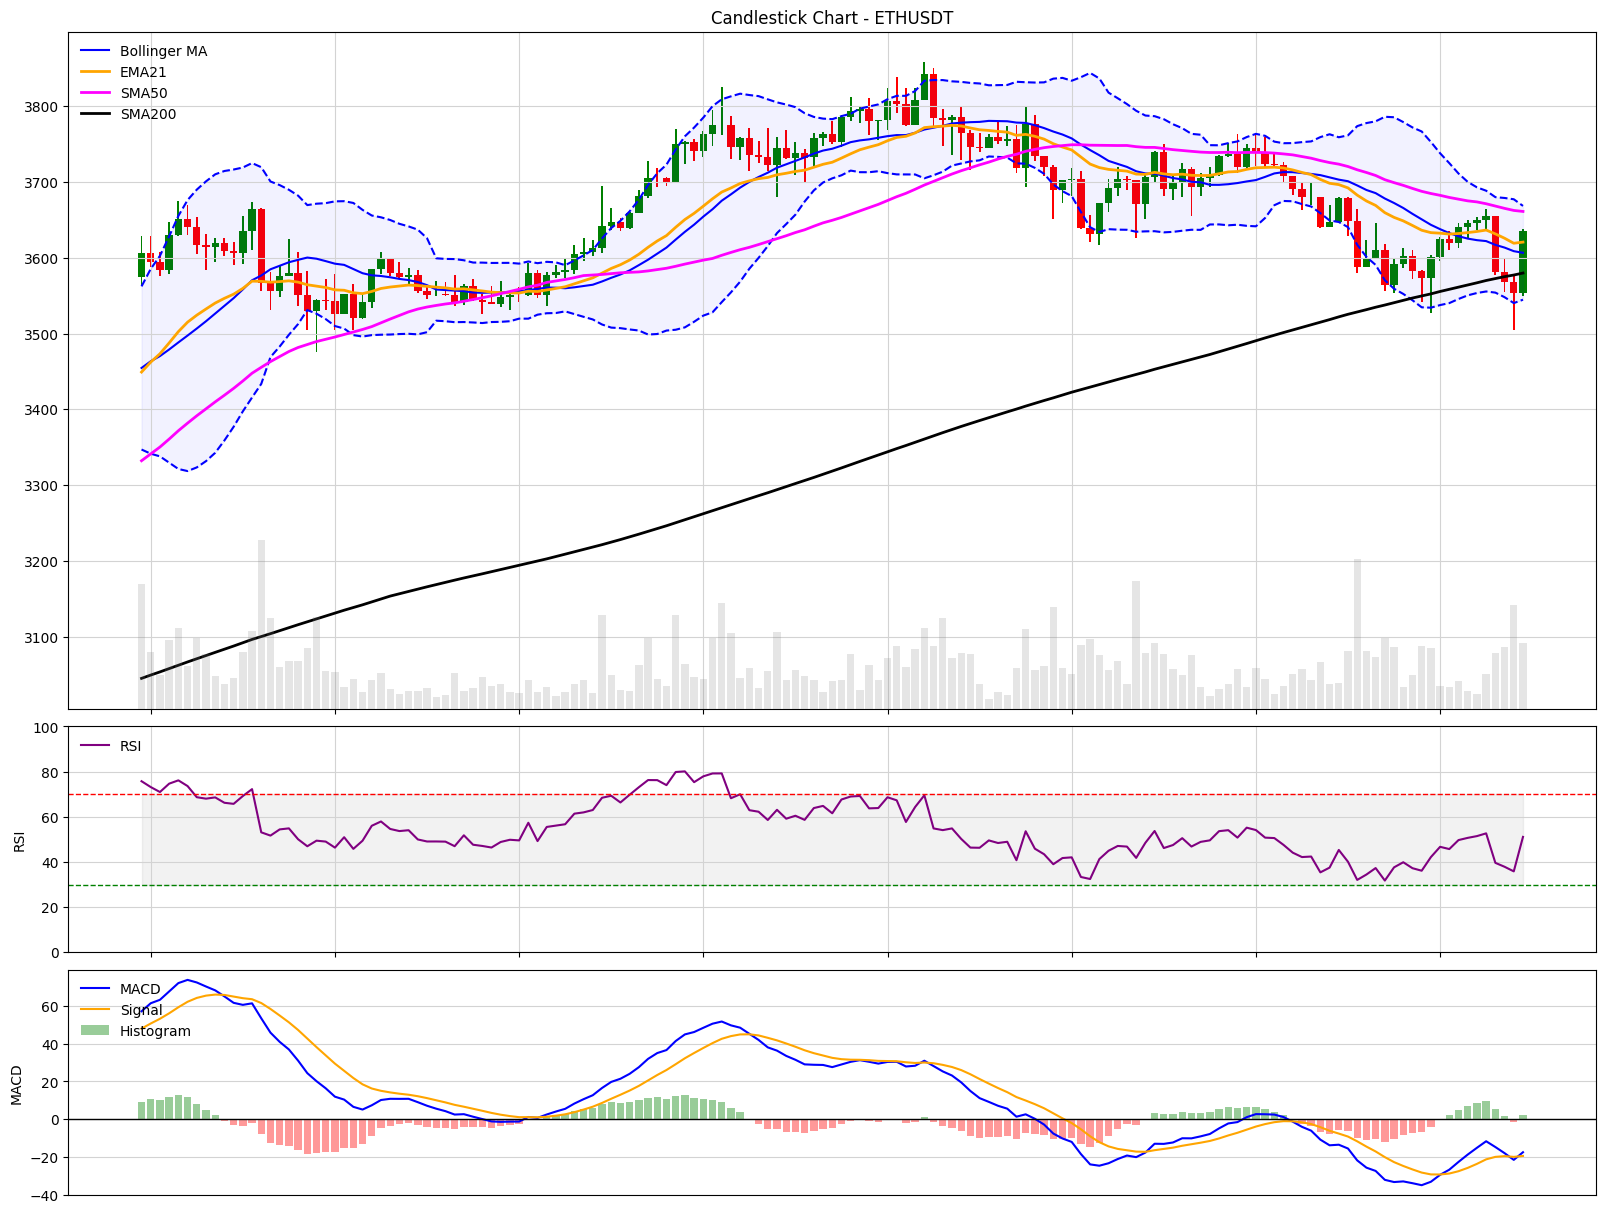 Candlestick Chart - ETHUSDT
Bollinger MA
EMA21
SMA50
SMA200
3800
3700
3600
3500
3400
3300
3200
3100
100
80
60
40
20
0
RSI
RSI
60
40
20
0
−20
−40
MACD
MACD
Signal
Histogram